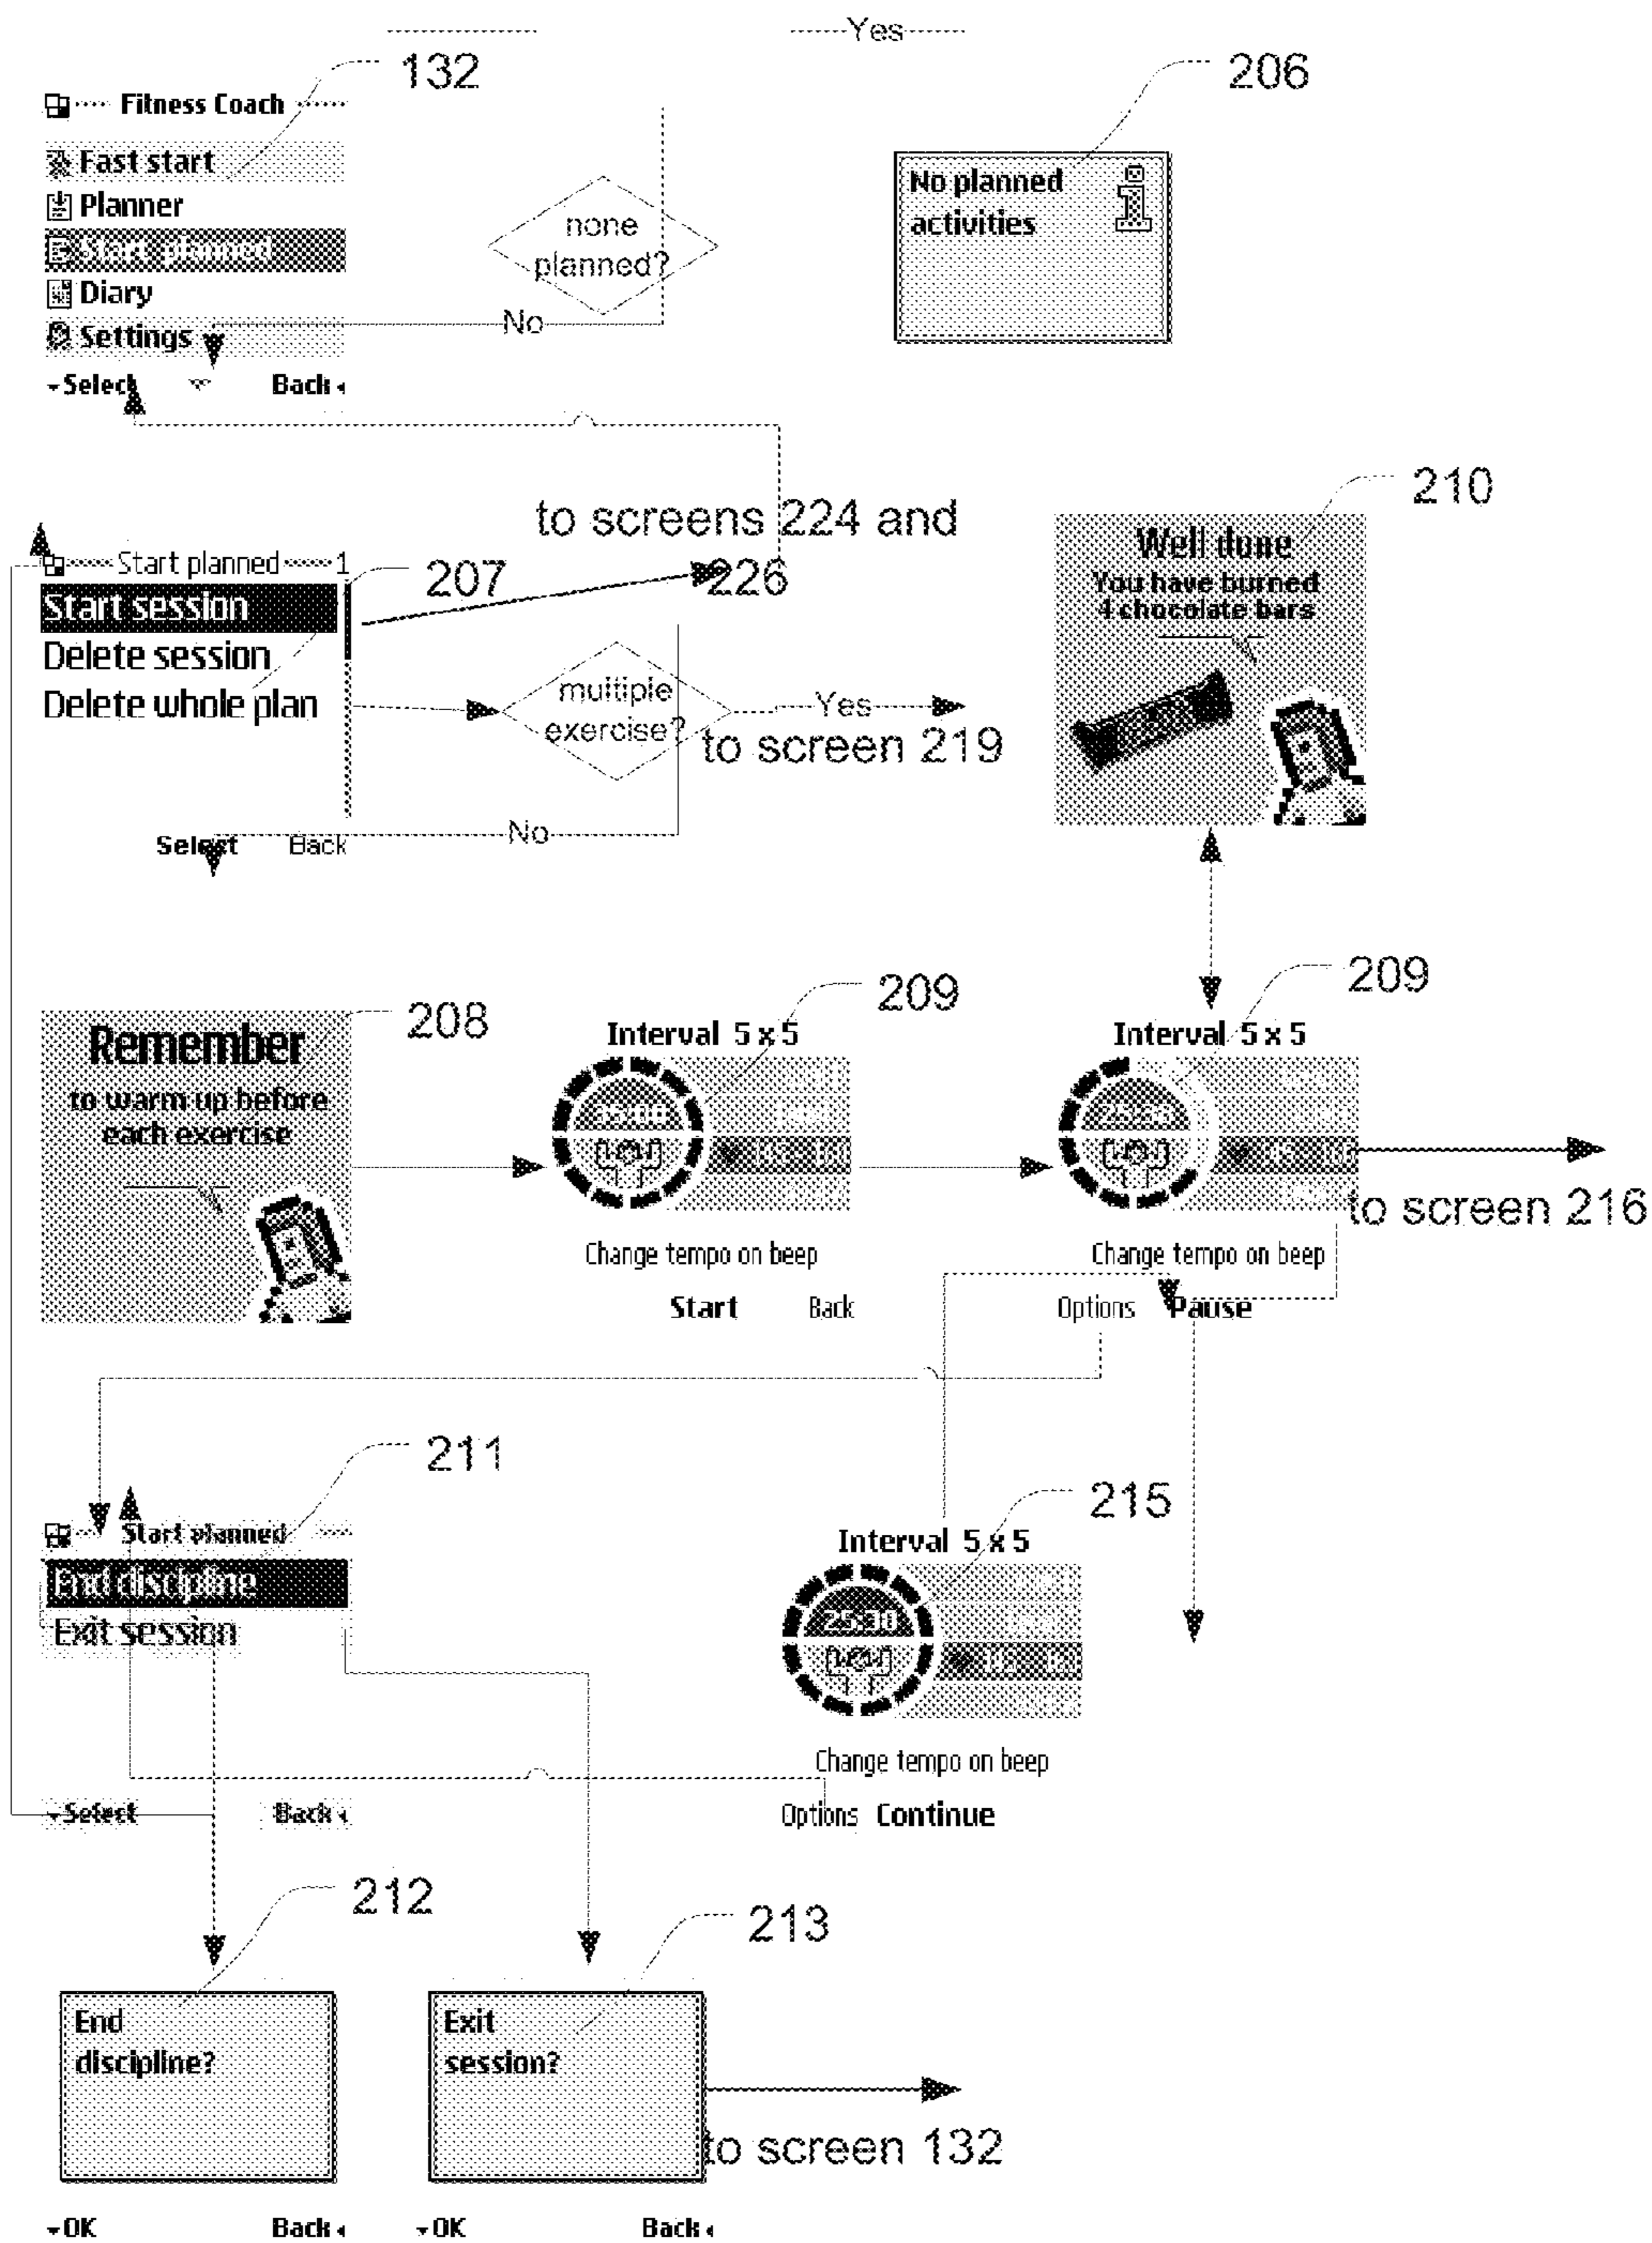 Yes
132
206
Fitness Coach
Fast start
Planner
Start planned
Diary
Settings
Select
Back
none
planned?
No
No planned
activities
i
to screens 224 and
226
210
Start planned
1
207
Start session
Delete session
Delete whole plan
Select
Back
multiple
exercise?
Yes
to screen 219
No
Well done
You have burned
4 chocolate bars
208
Remember
to warm up before
each exercise
209
Interval 5 x 5
Change tempo on beep
Start
Back
209
Interval 5 x 5
to screen 216
Change tempo on beep
Options
Pause
211
Start planned
End discipline
Exit session
Select
Back
215
Interval 5 x 5
25:30
Change tempo on beep
Options
Continue
212
213
End
discipline?
OK
Back
Exit
session?
to screen 132
OK
Back